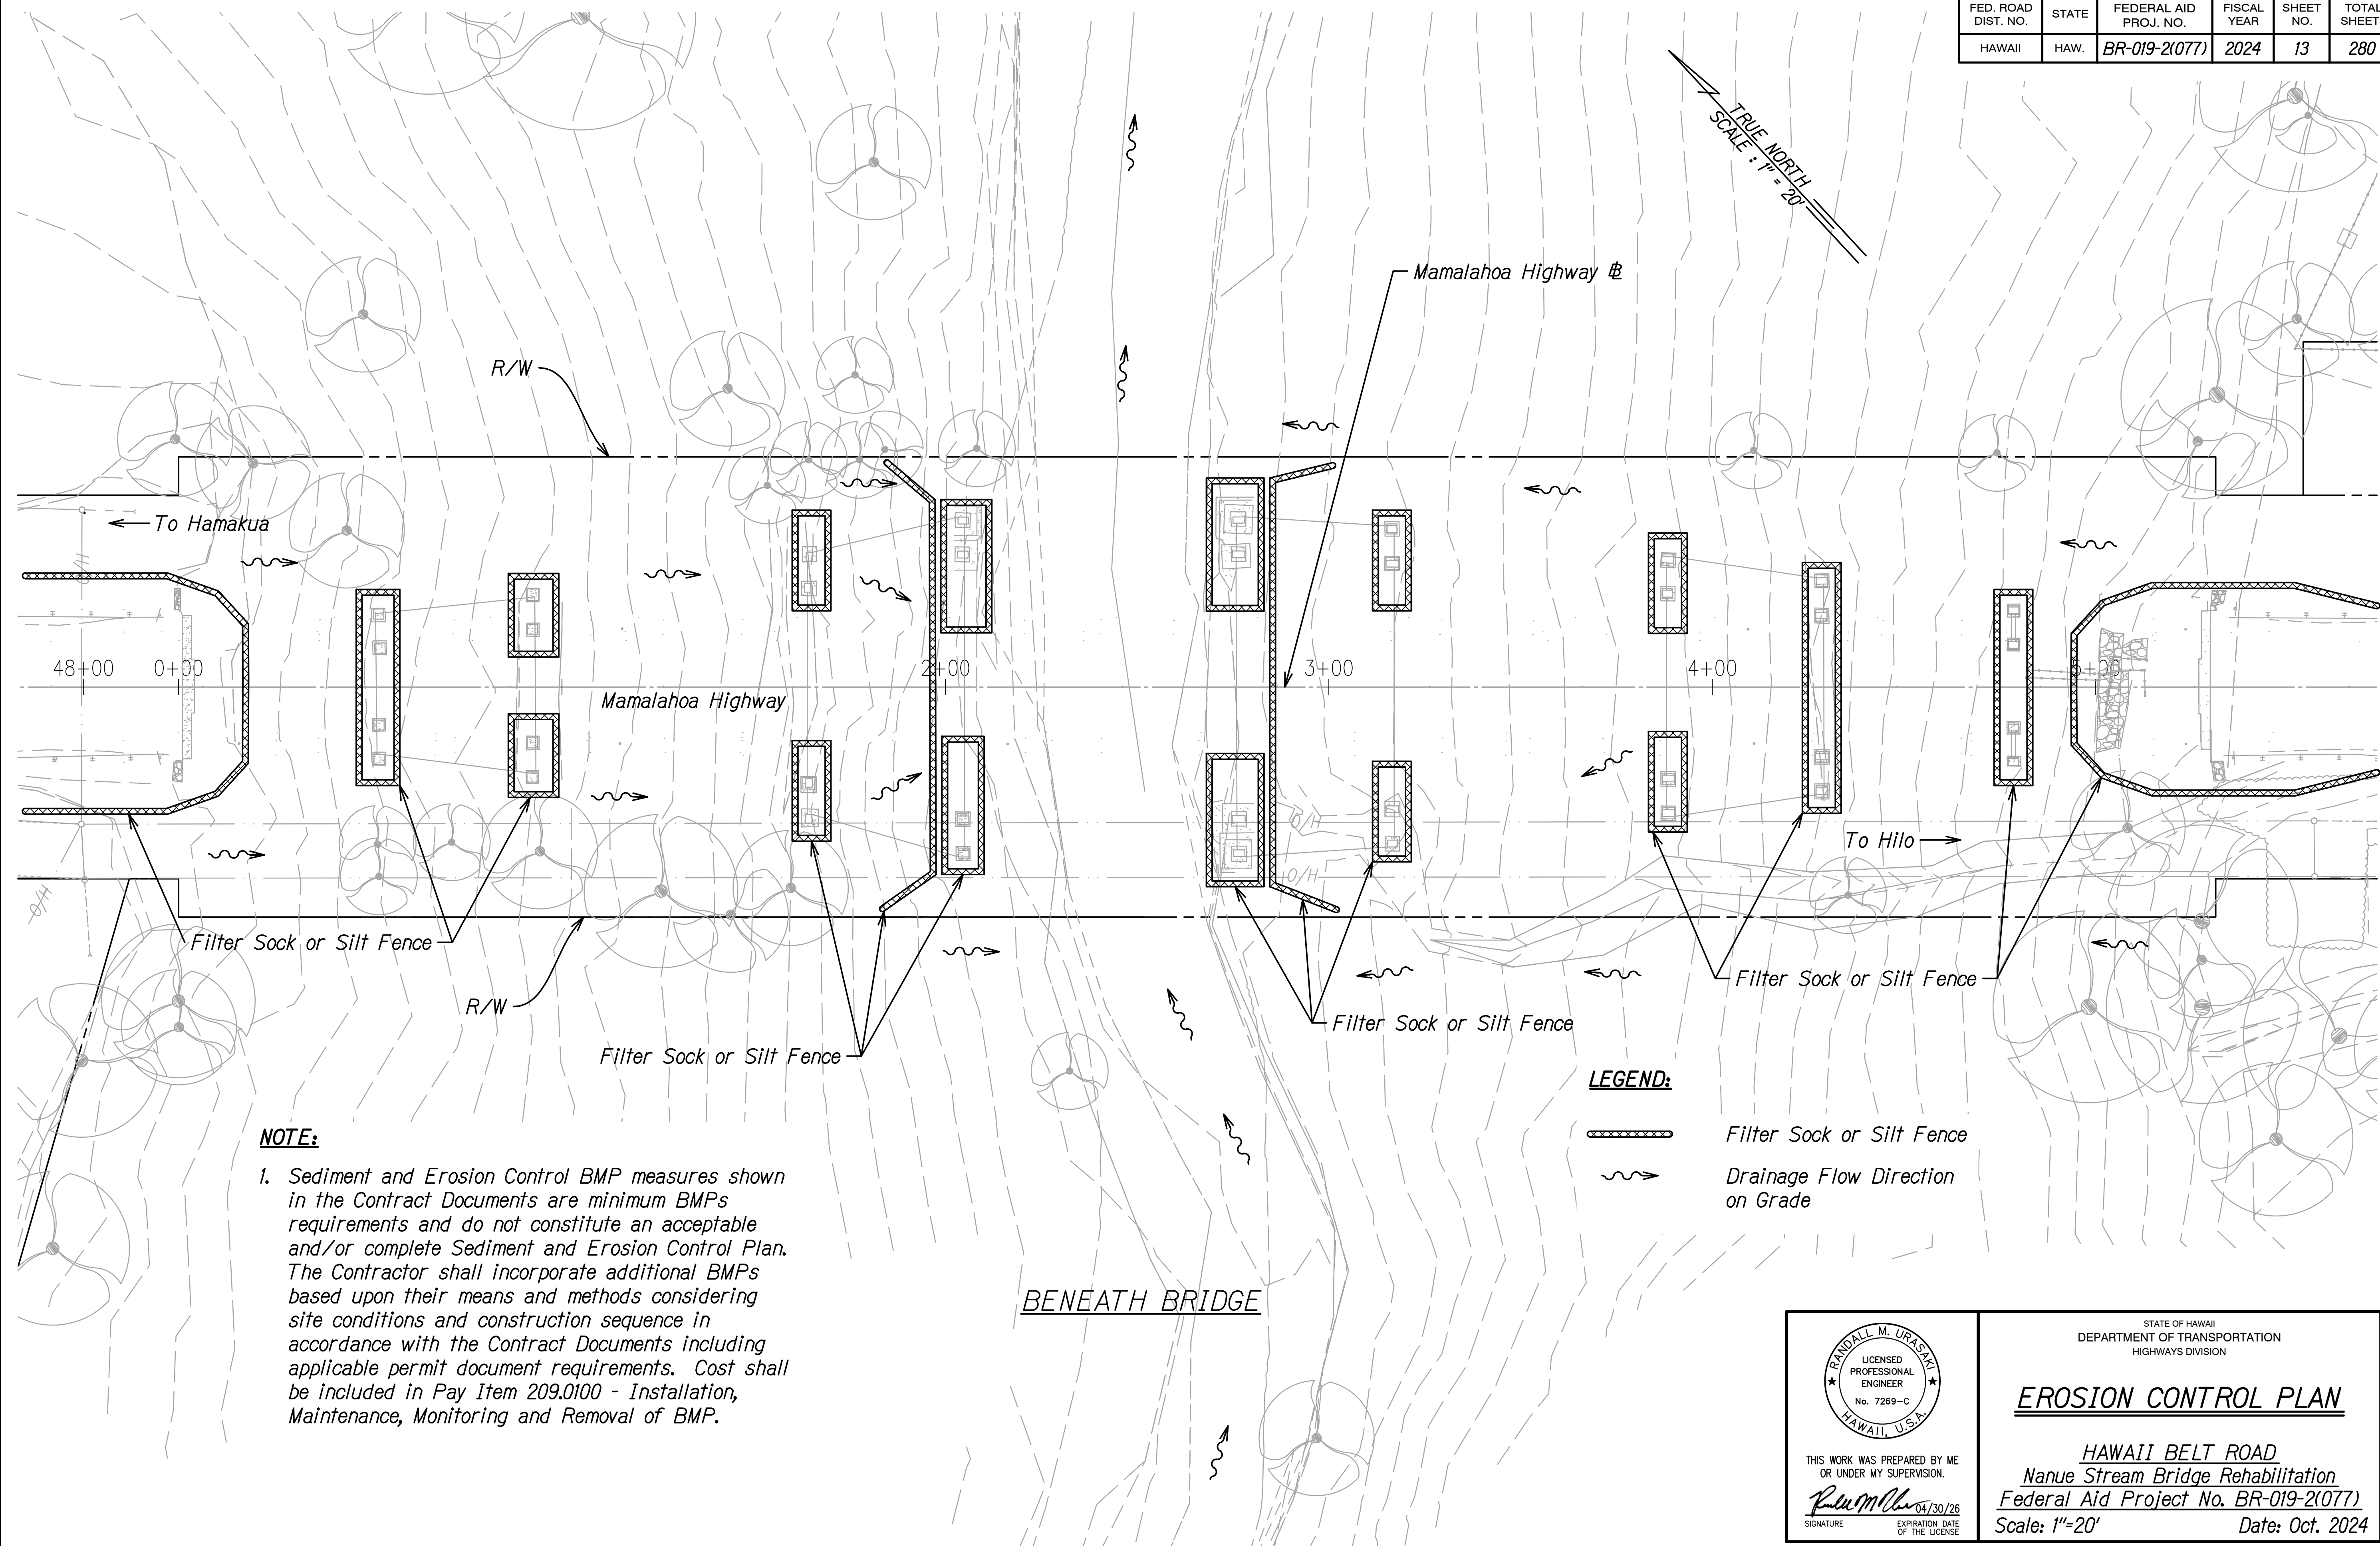 FED. ROAD DIST. NO.
STATE
FEDERAL AID PROJ. NO.
FISCAL YEAR
SHEET NO.
TOTAL SHEET
HAWAII
HAW.
BR-019-2(077)
2024
13
280
TRUE NORTH
SCALE : 1" = 20'
Mamalahoa Highway ℄
R/W
To Hamakua
48+00
0+00
2+00
3+00
4+00
5+00
Mamalahoa Highway
To Hilo
O/H
O/H
Filter Sock or Silt Fence
R/W
Filter Sock or Silt Fence
Filter Sock or Silt Fence
Filter Sock or Silt Fence
LEGEND:
Filter Sock or Silt Fence
Drainage Flow Direction
on Grade
NOTE:
1. Sediment and Erosion Control BMP measures shown
in the Contract Documents are minimum BMPs
requirements and do not constitute an acceptable
and/or complete Sediment and Erosion Control Plan.
The Contractor shall incorporate additional BMPs
based upon their means and methods considering
site conditions and construction sequence in
accordance with the Contract Documents including
applicable permit document requirements. Cost shall
be included in Pay Item 209.0100 - Installation,
Maintenance, Monitoring and Removal of BMP.
BENEATH BRIDGE
RANDALL M. URASAKI
LICENSED
PROFESSIONAL
ENGINEER
No. 7269-C
HAWAII, U.S.A.
THIS WORK WAS PREPARED BY ME
OR UNDER MY SUPERVISION.
04/30/26
SIGNATURE
EXPIRATION DATE
OF THE LICENSE
STATE OF HAWAII
DEPARTMENT OF TRANSPORTATION
HIGHWAYS DIVISION
EROSION CONTROL PLAN
HAWAII BELT ROAD
Nanue Stream Bridge Rehabilitation
Federal Aid Project No. BR-019-2(077)
Scale: 1"=20' Date: Oct. 2024